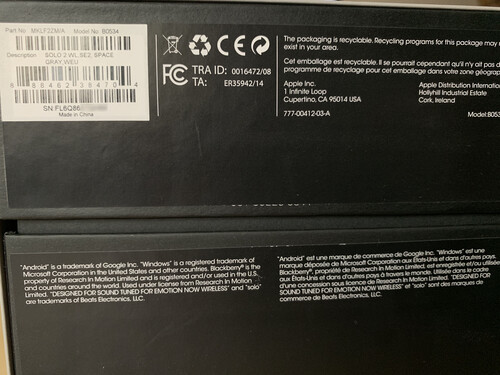 Part No: MKLF2ZM/A Model No: B0534
Description: SOLO 2 WL,SE2, SPACE
GRAY,WEU
SN:FL6Q86
Made in China
FC CE
TRA ID: 0016472/08
TA: ER35942/14
The packaging is recyclable. Recycling programs for this package may
exist in your area.
Cet emballage est recyclable. Il se pourrait cependant qu'il n'y ait pas d
programme de recyclage pour cet emballage dans votre zone géograp
Apple Inc.
1 Infinite Loop
Cupertino, CA 95014 USA
777-00412-03-A
Apple Distribution Internation
Hollyhill Industrial Estate
Cork, Ireland
Model:B053
"Android" is a trademark of Google Inc. "Windows" is a registered trademark of
Microsoft Corporation in the United States and other countries. Blackberry® is the
property of Research In Motion Limited and is registered and/or used in the U.S.
and countries around the world. Used under license from Research In Motion
Limited. "DESIGNED FOR SOUND TUNED FOR EMOTION NOW WIRELESS" and "solo"
are trademarks of Beats Electronics, LLC.
"Android" est une marque de commerce de Google Inc. "Windows" est une
marque déposée de Microsoft Corporation aux États-Unis et dans d'autres pays.
Blackberry®, propriété de Research In Motion Limited, est enregistrée et/ou utilisée
aux États-Unis et dans d'autres pays à travers le monde. Utilisée dans le cadre
d'une concession sous licence de Research In Motion Limited. "DESIGNED FOR
SOUND TUNED FOR EMOTION NOW WIRELESS" et "solo" sont des marques de
commerce de Beats Electronics, LLC.